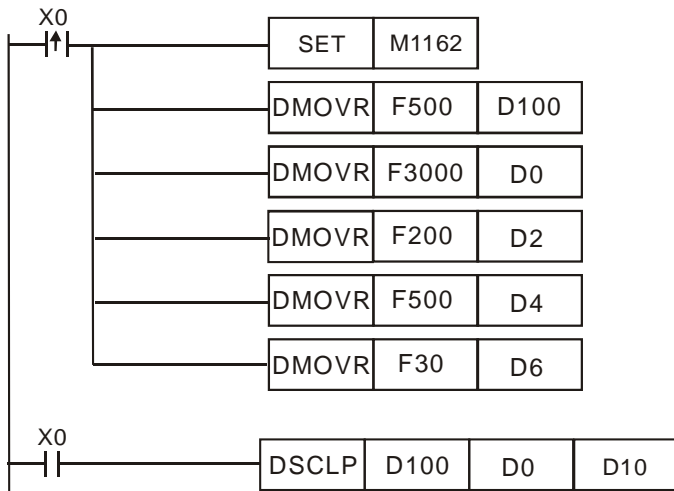 X0
SET M1162
DMOVR F500 D100
DMOVR F3000 D0
DMOVR F200 D2
DMOVR F500 D4
DMOVR F30 D6
X0
DSCLP D100 D0 D10